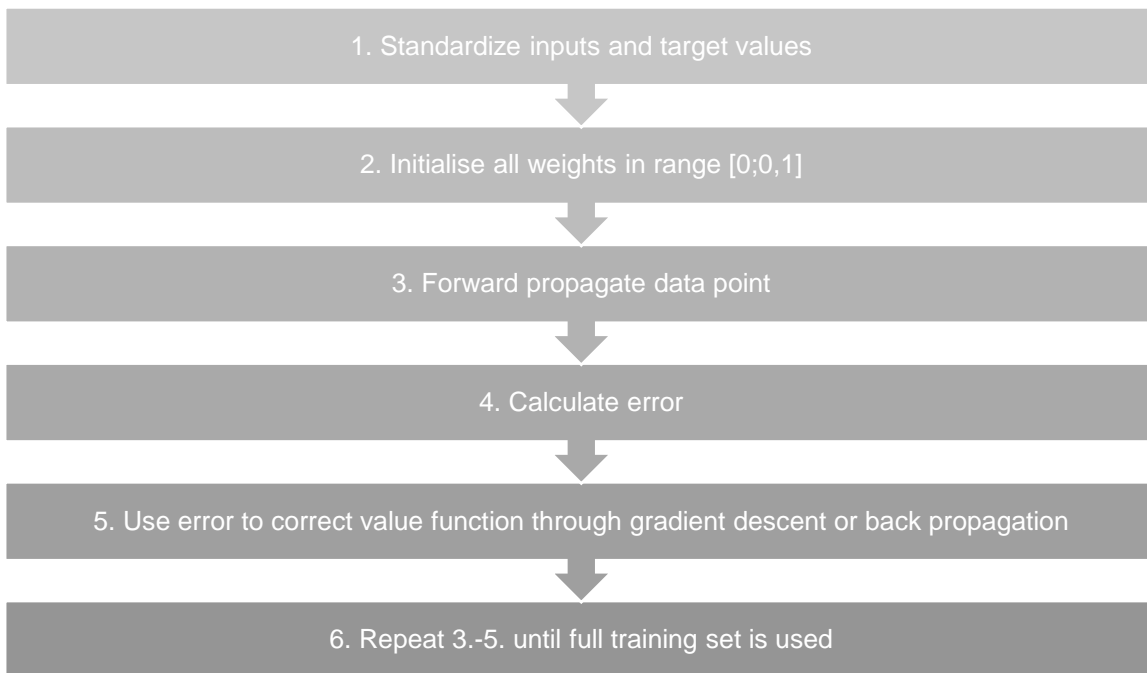 1. Standardize inputs and target values
2. Initialise all weights in range [0;0,1]
3. Forward propagate data point
4. Calculate error
5. Use error to correct value function through gradient descent or back propagation
6. Repeat 3.-5. until full training set is used